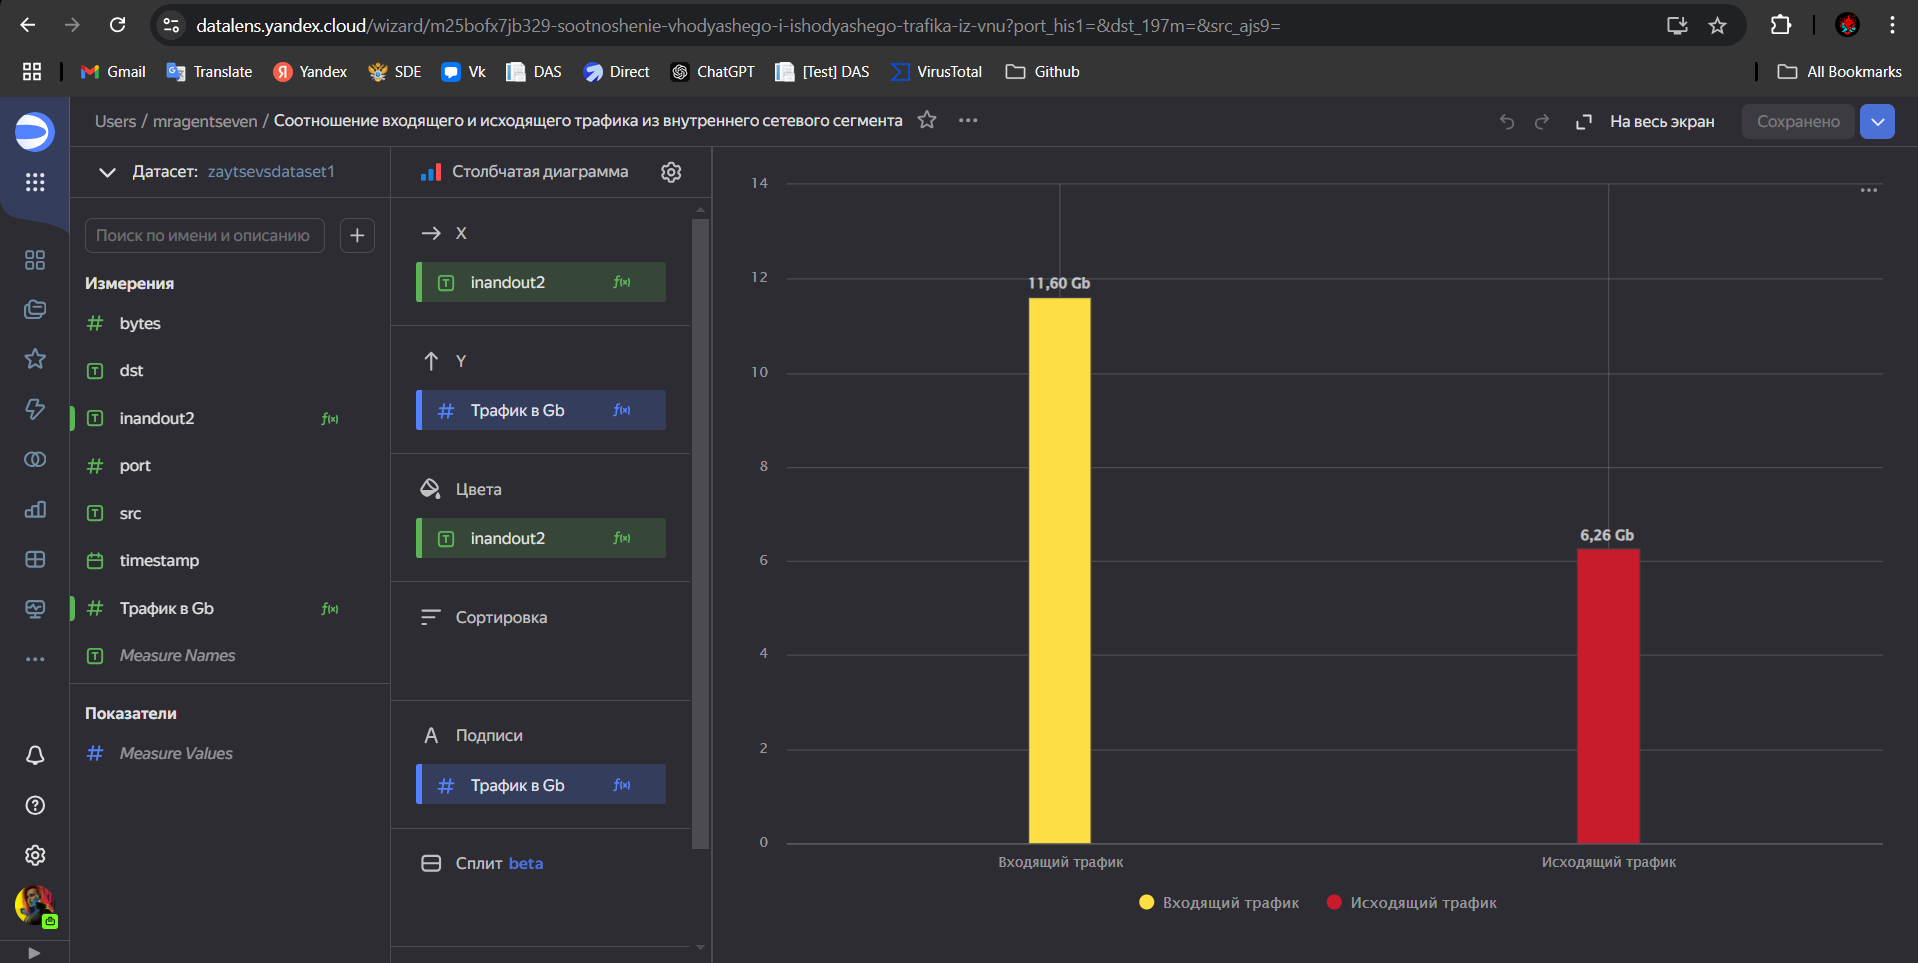 datalens.yandex.cloud/wizard/m25bofx7jb329-sootnoshenie-vhodyashego-i-ishodyashego-trafika-iz-vnu?port_his1=&dst_197m=&src_ajs9=
Gmail Translate Yandex SDE Vk DAS Direct ChatGPT [Test] DAS VirusTotal Github All Bookmarks
Users / mragentseven / Соотношение входящего и исходящего трафика из внутреннего сетевого сегмента
На весь экран
Сохранено
Датасет: zaytsevsdataset1
Поиск по имени и описанию
Измерения
bytes
dst
inandout2
port
src
timestamp
Трафик в Gb
Measure Names
Показатели
Measure Values
Столбчатая диаграмма
X
inandout2
Y
Трафик в Gb
Цвета
inandout2
Сортировка
Подписи
Трафик в Gb
Сплит beta
14
12
10
8
6
4
2
0
11,60 Gb
6,26 Gb
Входящий трафик
Исходящий трафик
Входящий трафик
Исходящий трафик